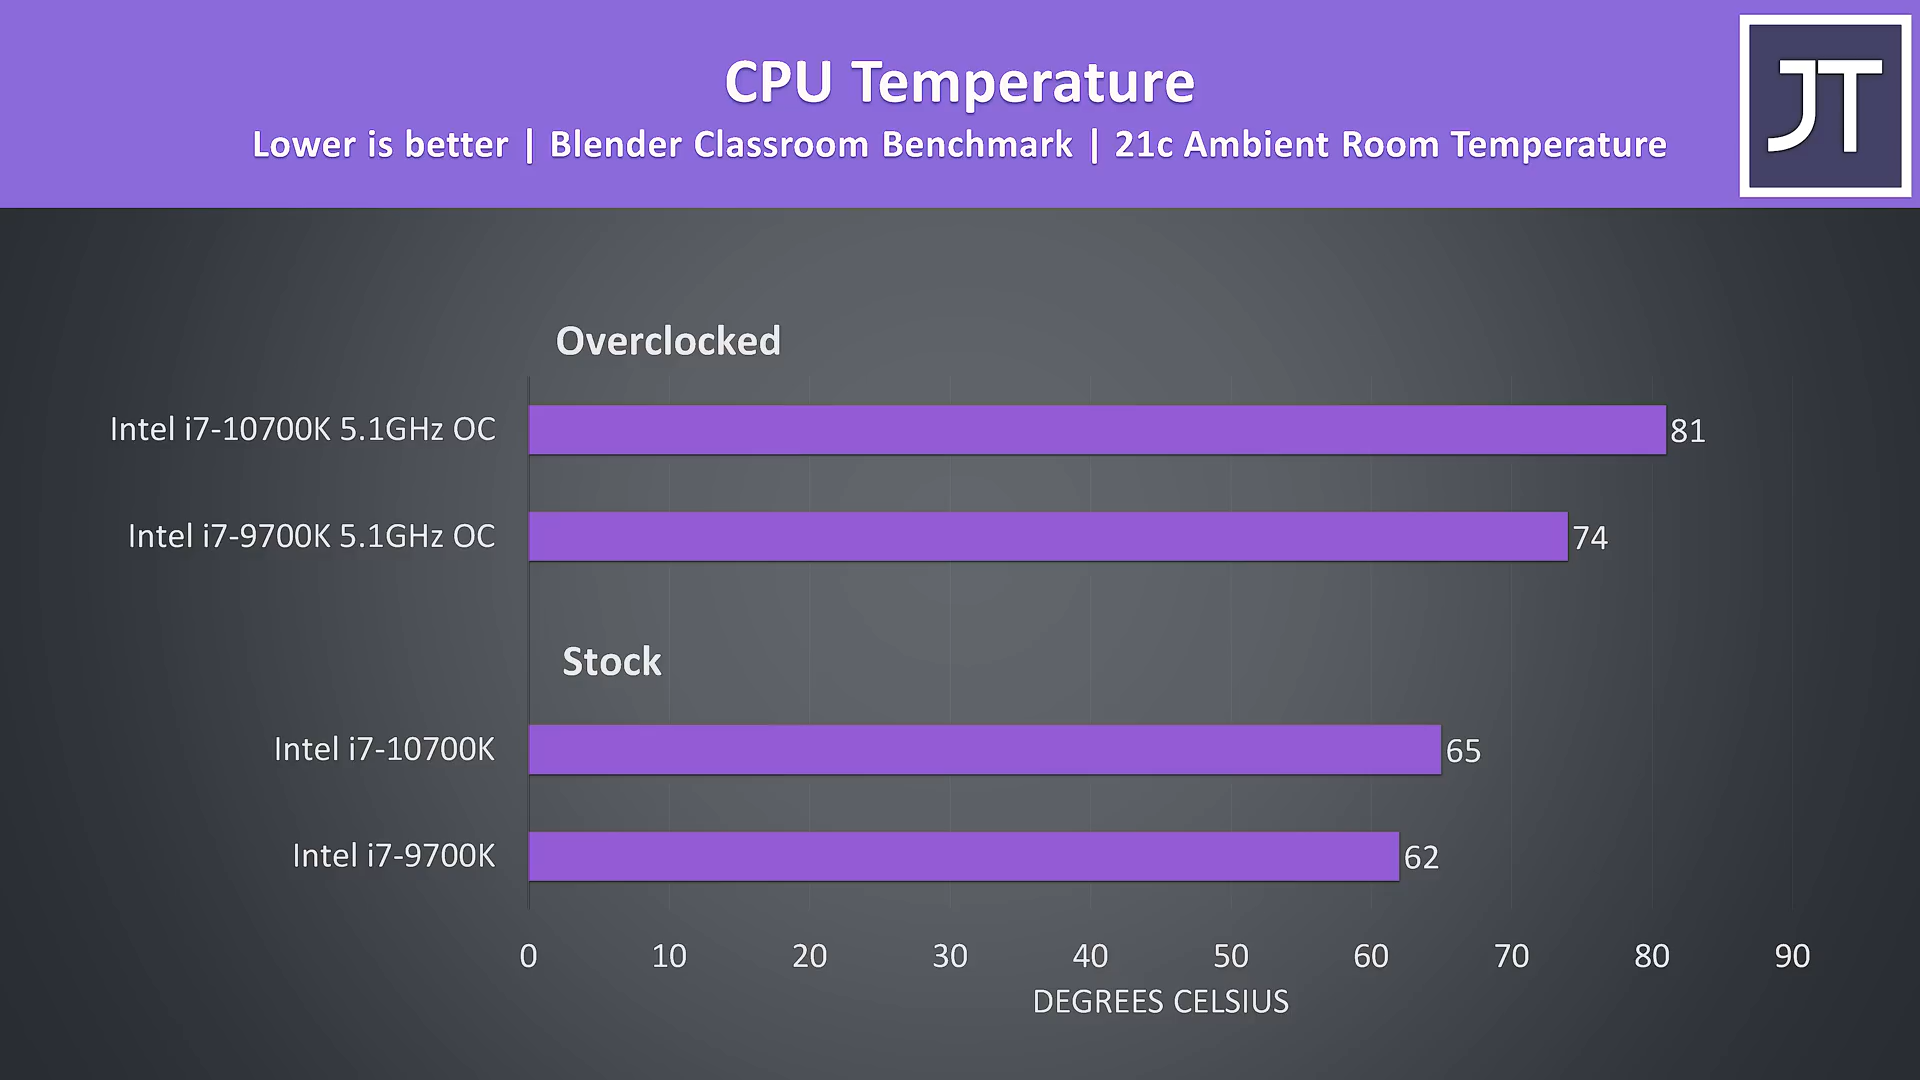 CPU Temperature
Lower is better | Blender Classroom Benchmark | 21c Ambient Room Temperature
JT
Overclocked
Intel i7-10700K 5.1GHz OC
81
Intel i7-9700K 5.1GHz OC
74
Stock
Intel i7-10700K
65
Intel i7-9700K
62
0 10 20 30 40 50 60 70 80 90
DEGREES CELSIUS